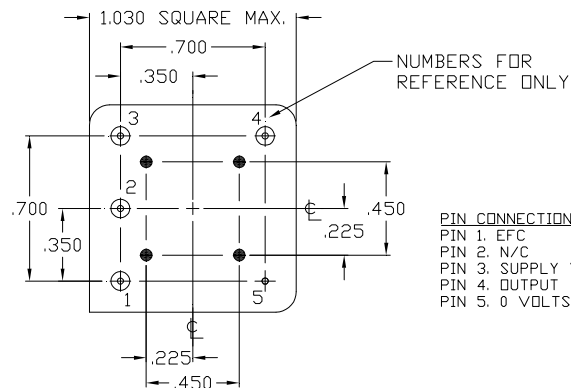 1.030 SQUARE MAX.
.700
.350
NUMBERS FOR
REFERENCE ONLY
3
4
2
.700
.350
.450
.225
1
5
PIN CONNECTION
PIN 1. EFC
PIN 2. N/C
PIN 3. SUPPLY
PIN 4. OUTPUT
PIN 5. 0 VOLTS
.225
.450